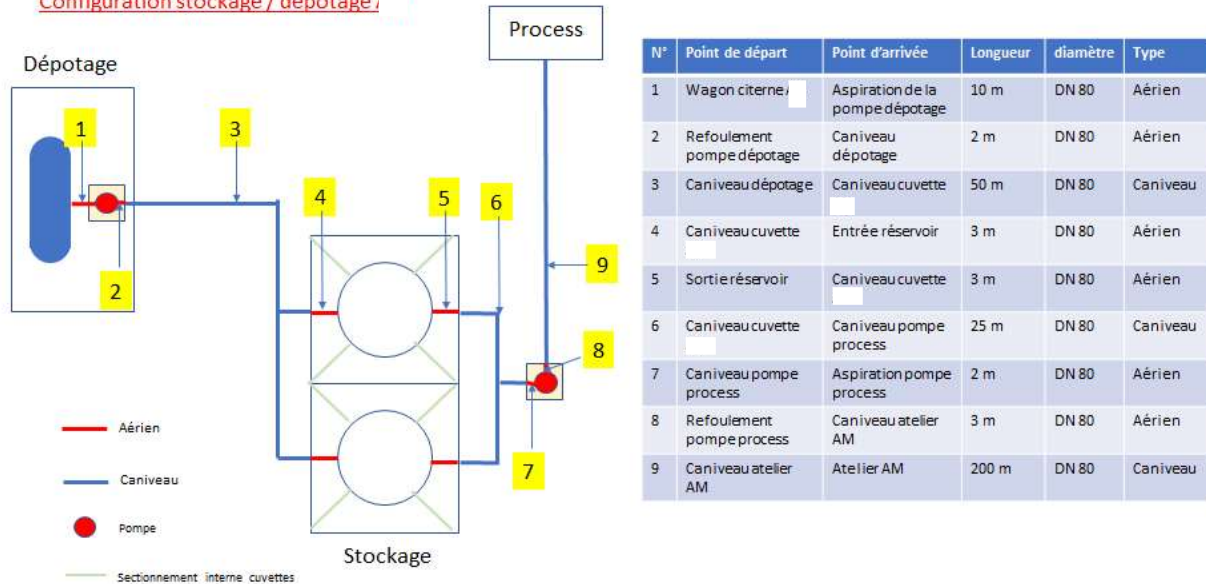 Configuration stockage / dépotage /
Process
Dépotage
1
3
2
4
5
6
9
8
7
Stockage
Aérien
Caniveau
Pompe
Sectionnement interne cuvettes
N° Point de départ Point d'arrivée Longueur diamètre Type
1 Wagon citerne Aspiration de la 10 m DN 80 Aérien
pompe dépotage
2 Refoulement Caniveau 2 m DN 80 Aérien
pompe dépotage dépotage
3 Caniveau dépotage Caniveau cuvette 50 m DN 80 Caniveau
4 Caniveau cuvette Entrée réservoir 3 m DN 80 Aérien
5 Sortie réservoir Caniveau cuvette 3 m DN 80 Aérien
6 Caniveau cuvette Caniveau pompe 25 m DN 80 Caniveau
process
7 Caniveau pompe Aspiration pompe 2 m DN 80 Aérien
process process
8 Refoulement Caniveau atelier 3 m DN 80 Aérien
pompe process AM
9 Caniveau atelier Atelier AM 200 m DN 80 Caniveau
AM